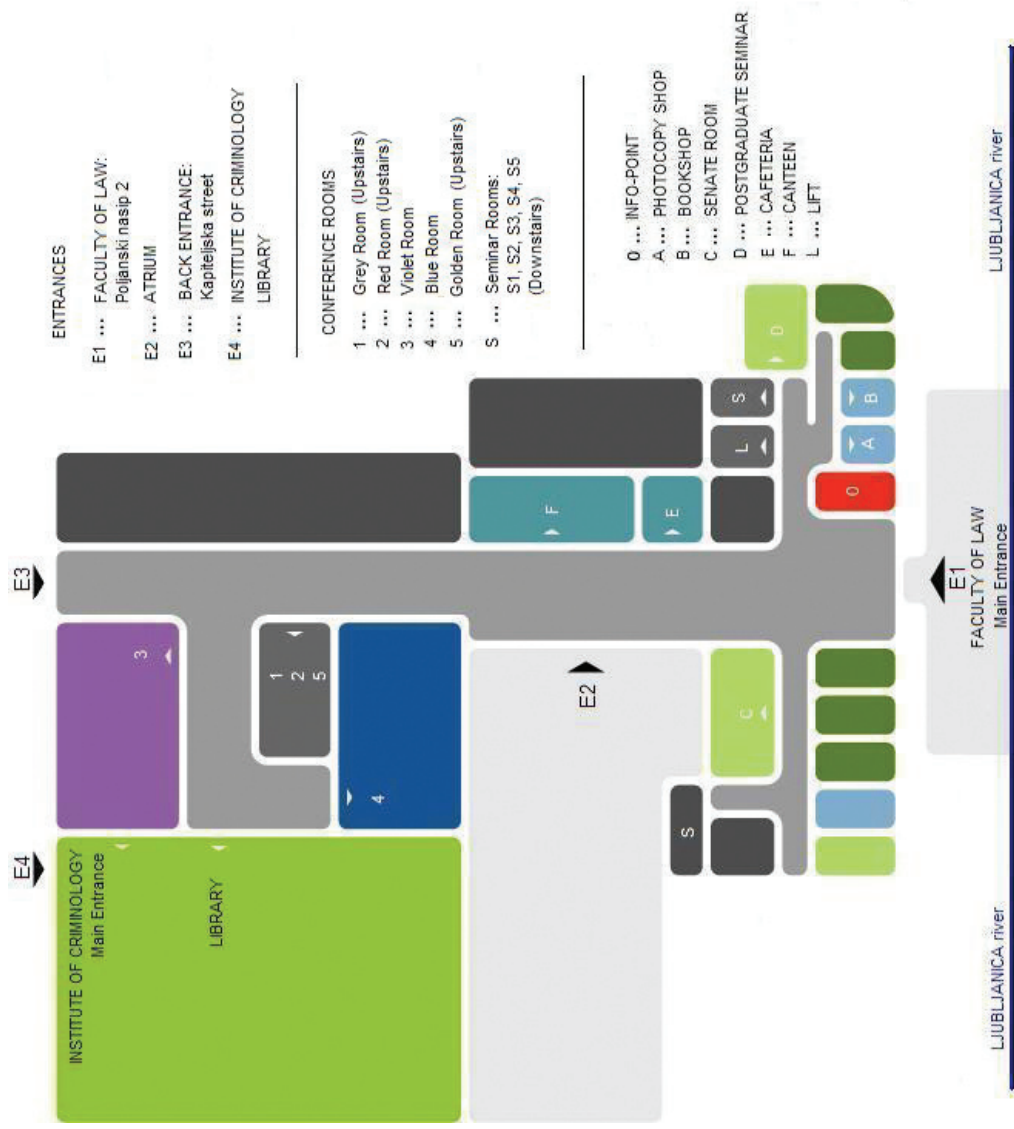 ENTRANCES
E1 ... FACULTY OF LAW:
Poljanski nasip 2
E2 ... ATRIUM
E3 ... BACK ENTRANCE:
Kapiteljska street
E4 ... INSTITUTE OF CRIMINOLOGY
LIBRARY
CONFERENCE ROOMS
1 ... Grey Room (Upstairs)
2 ... Red Room (Upstairs)
3 ... Violet Room
4 ... Blue Room
5 ... Golden Room (Upstairs)
S ... Seminar Rooms:
S1, S2, S3, S4, S5
(Downstairs)
0 ... INFO-POINT
A ... PHOTOCOPY SHOP
B ... BOOKSHOP
C ... SENATE ROOM
D ... POSTGRADUATE SEMINAR
E ... CAFETERIA
F ... CANTEEN
L ... LIFT
E3
E4
INSTITUTE OF CRIMINOLOGY
Main Entrance
LIBRARY
3
1
2
5
4
F
E
E2
L
S
D
C
S
0
A
B
E1
FACULTY OF LAW
Main Entrance
LJUBLJANICA river
LJUBLJANICA river